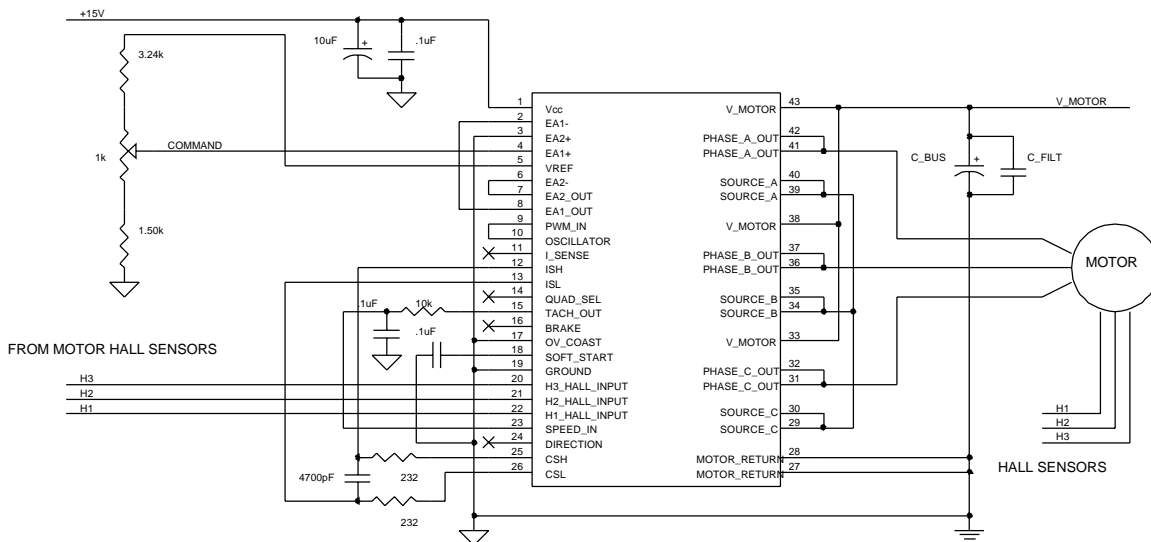 +15V
3.24k
10uF
+
.1uF
1k
COMMAND
1.50k
1 Vcc
2 EA1-
3 EA2+
4 EA1+
5 VREF
6 EA2-
7 EA2_OUT
8 EA1_OUT
9 PWM_IN
10 OSCILLATOR
11 I_SENSE
12 ISH
13 ISL
14 QUAD_SEL
15 TACH_OUT
16 BRAKE
17 OV_COAST
18 SOFT_START
19 GROUND
20 H3_HALL_INPUT
21 H2_HALL_INPUT
22 H1_HALL_INPUT
23 SPEED_IN
24 DIRECTION
25 CSH
26 CSL
V_MOTOR 43
PHASE_A_OUT 42
PHASE_A_OUT 41
SOURCE_A 40
SOURCE_A 39
V_MOTOR 38
PHASE_B_OUT 37
PHASE_B_OUT 36
SOURCE_B 35
SOURCE_B 34
V_MOTOR 33
PHASE_C_OUT 32
PHASE_C_OUT 31
SOURCE_C 30
SOURCE_C 29
MOTOR_RETURN 28
MOTOR_RETURN 27
.1uF
10k
.1uF
FROM MOTOR HALL SENSORS
H3
H2
H1
4700pF
232
232
V_MOTOR
C_BUS
+
C_FILT
MOTOR
H1
H2
H3
HALL SENSORS